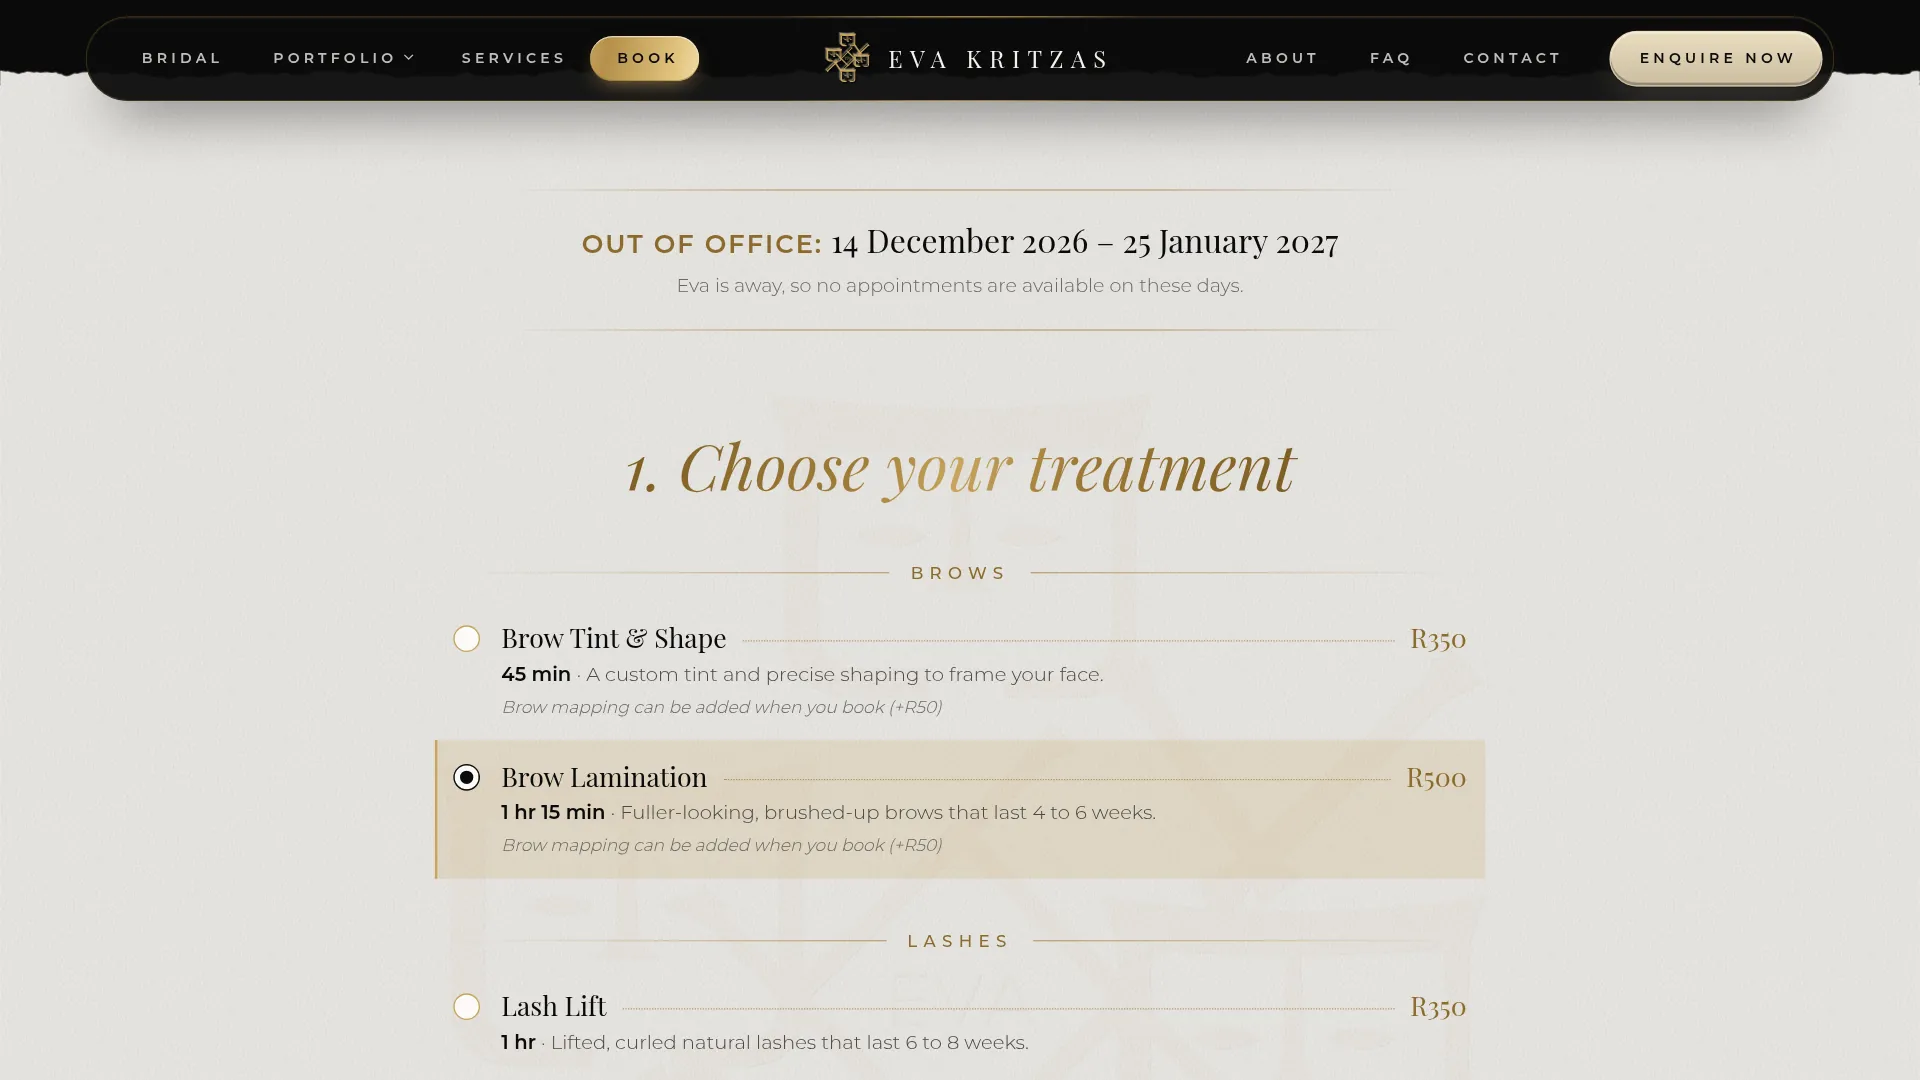 BRIDAL PORTFOLIO SERVICES BOOK EVA KRITZAS ABOUT FAQ CONTACT ENQUIRE NOW
OUT OF OFFICE: 14 December 2026 – 25 January 2027
Eva is away, so no appointments are available on these days.
1. Choose your treatment
BROWS
Brow Tint & Shape R350
45 min · A custom tint and precise shaping to frame your face.
Brow mapping can be added when you book (+R50)
Brow Lamination R500
1 hr 15 min · Fuller-looking, brushed-up brows that last 4 to 6 weeks.
Brow mapping can be added when you book (+R50)
LASHES
Lash Lift R350
1 hr · Lifted, curled natural lashes that last 6 to 8 weeks.